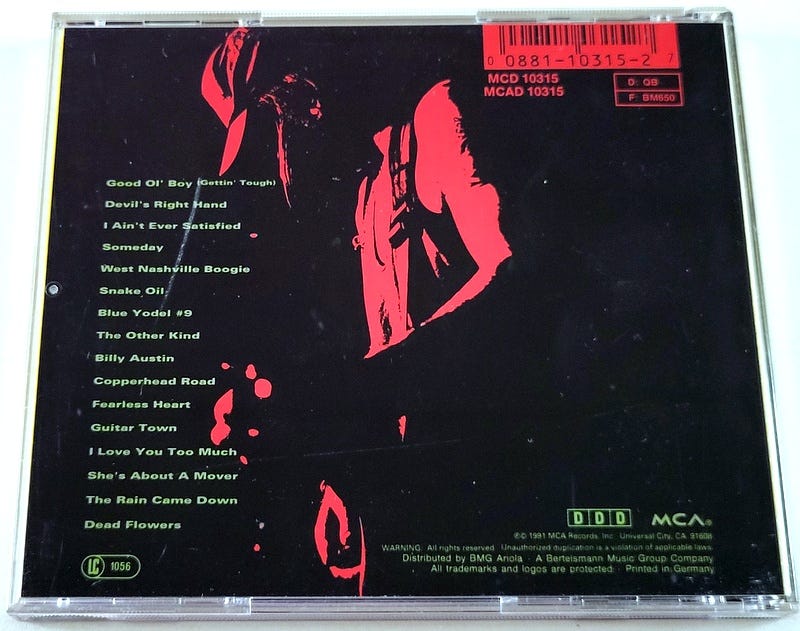 0 0881-10315-2 7
MCD 10315
MCAD 10315
D: QB
F: BM650
Good Ol' Boy (Gettin' Tough)
Devil's Right Hand
I Ain't Ever Satisfied
Someday
West Nashville Boogie
Snake Oil
Blue Yodel #9
The Other Kind
Billy Austin
Copperhead Road
Fearless Heart
Guitar Town
I Love You Too Much
She's About A Mover
The Rain Came Down
Dead Flowers
LC 1056
DDD MCA®
℗© 1991 MCA Records, Inc. Universal City, CA 91608
WARNING: All rights reserved. Unauthorized duplication is a violation of applicable laws.
Distributed by BMG Ariola - A Bertelsmann Music Group Company
All trademarks and logos are protected · Printed in Germany